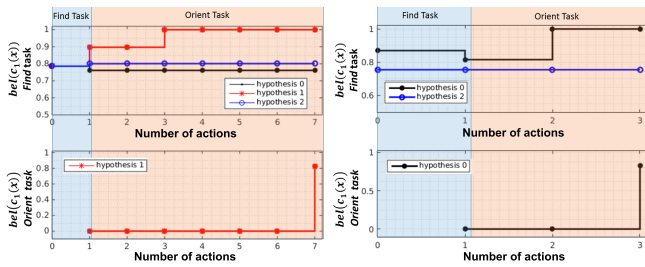 Find Task
Orient Task
bel(c₁(x))
Find task
1
0.9
0.8
0.7
0.6
0.5
hypothesis 0
hypothesis 1
hypothesis 2
0 1 2 3 4 5 6 7
Number of actions
bel(c₁(x))
Orient task
1
0.8
0.6
0.4
0.2
0
hypothesis 1
0 1 2 3 4 5 6 7
Number of actions
Find Task
Orient Task
bel(c₁(x))
Find task
1
0.8
0.6
hypothesis 0
hypothesis 2
0 1 2 3
Number of actions
bel(c₁(x))
Orient task
1
0.5
0
hypothesis 0
0 1 2 3
Number of actions